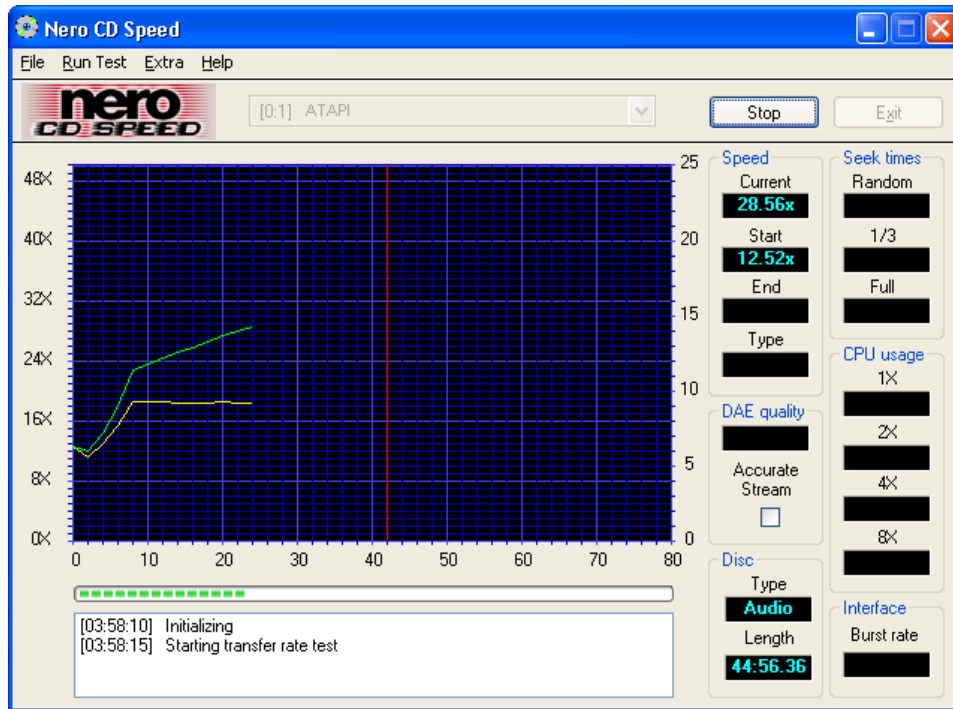 Nero CD Speed
File Run Test Extra Help
nero
CD SPEED
[0:1] ATAPI
Stop
Exit
48X
40X
32X
24X
16X
8X
0X
25
20
15
10
5
0
0 10 20 30 40 50 60 70 80
[03:58:10] Initializing
[03:58:15] Starting transfer rate test
Speed
Current
28.56x
Start
12.52x
End
Type
DAE quality
Accurate
Stream
Disc
Type
Audio
Length
44:56.36
Seek times
Random
1/3
Full
CPU usage
1X
2X
4X
8X
Interface
Burst rate